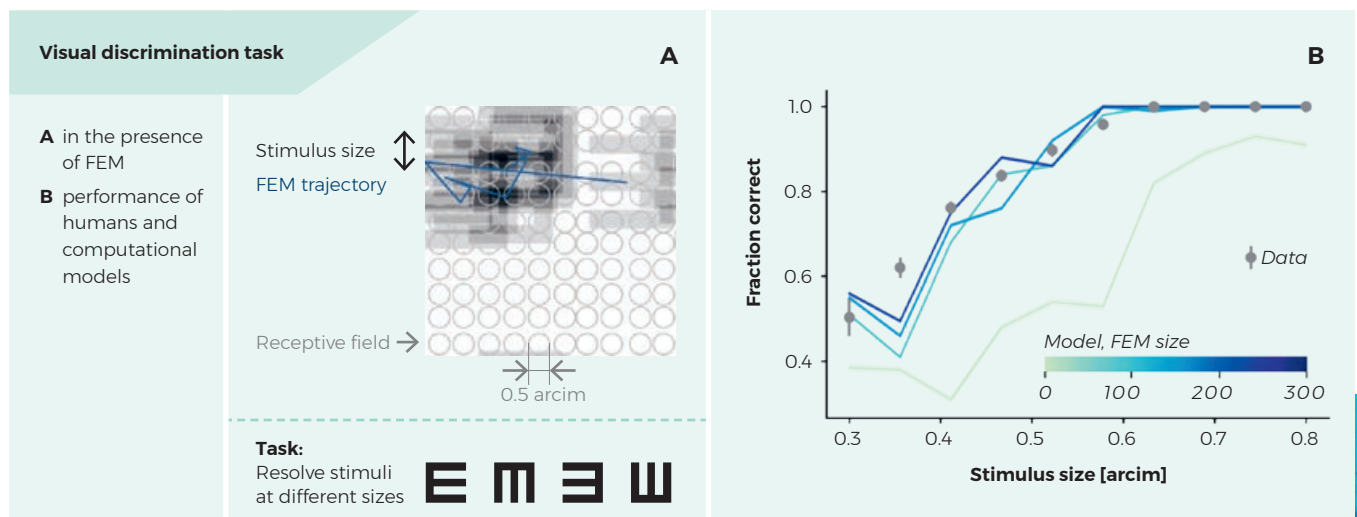 Visual discrimination task
A in the presence
of FEM
B performance of
humans and
computational
models
A
Stimulus size
FEM trajectory
Receptive field
0.5 arcim
Task:
Resolve stimuli
at different sizes
B
Fraction correct
1.0
0.8
0.6
0.4
Data
Model, FEM size
0 100 200 300
0.3 0.4 0.5 0.6 0.7 0.8
Stimulus size [arcim]